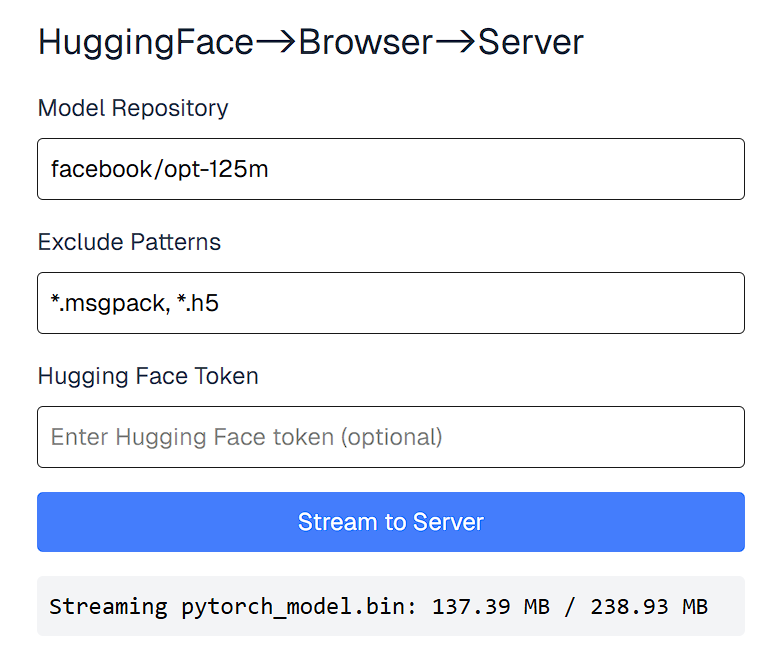 HuggingFace→Browser→Server
Model Repository
facebook/opt-125m
Exclude Patterns
*.msgpack, *.h5
Hugging Face Token
Enter Hugging Face token (optional)
Stream to Server
Streaming pytorch_model.bin: 137.39 MB / 238.93 MB